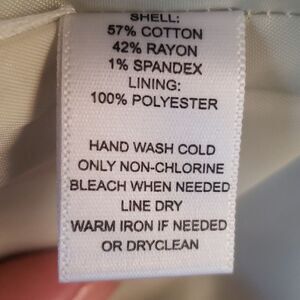 SHELL:
57% COTTON
42% RAYON
1% SPANDEX
LINING:
100% POLYESTER
HAND WASH COLD
ONLY NON-CHLORINE
BLEACH WHEN NEEDED
LINE DRY
WARM IRON IF NEEDED
OR DRYCLEAN